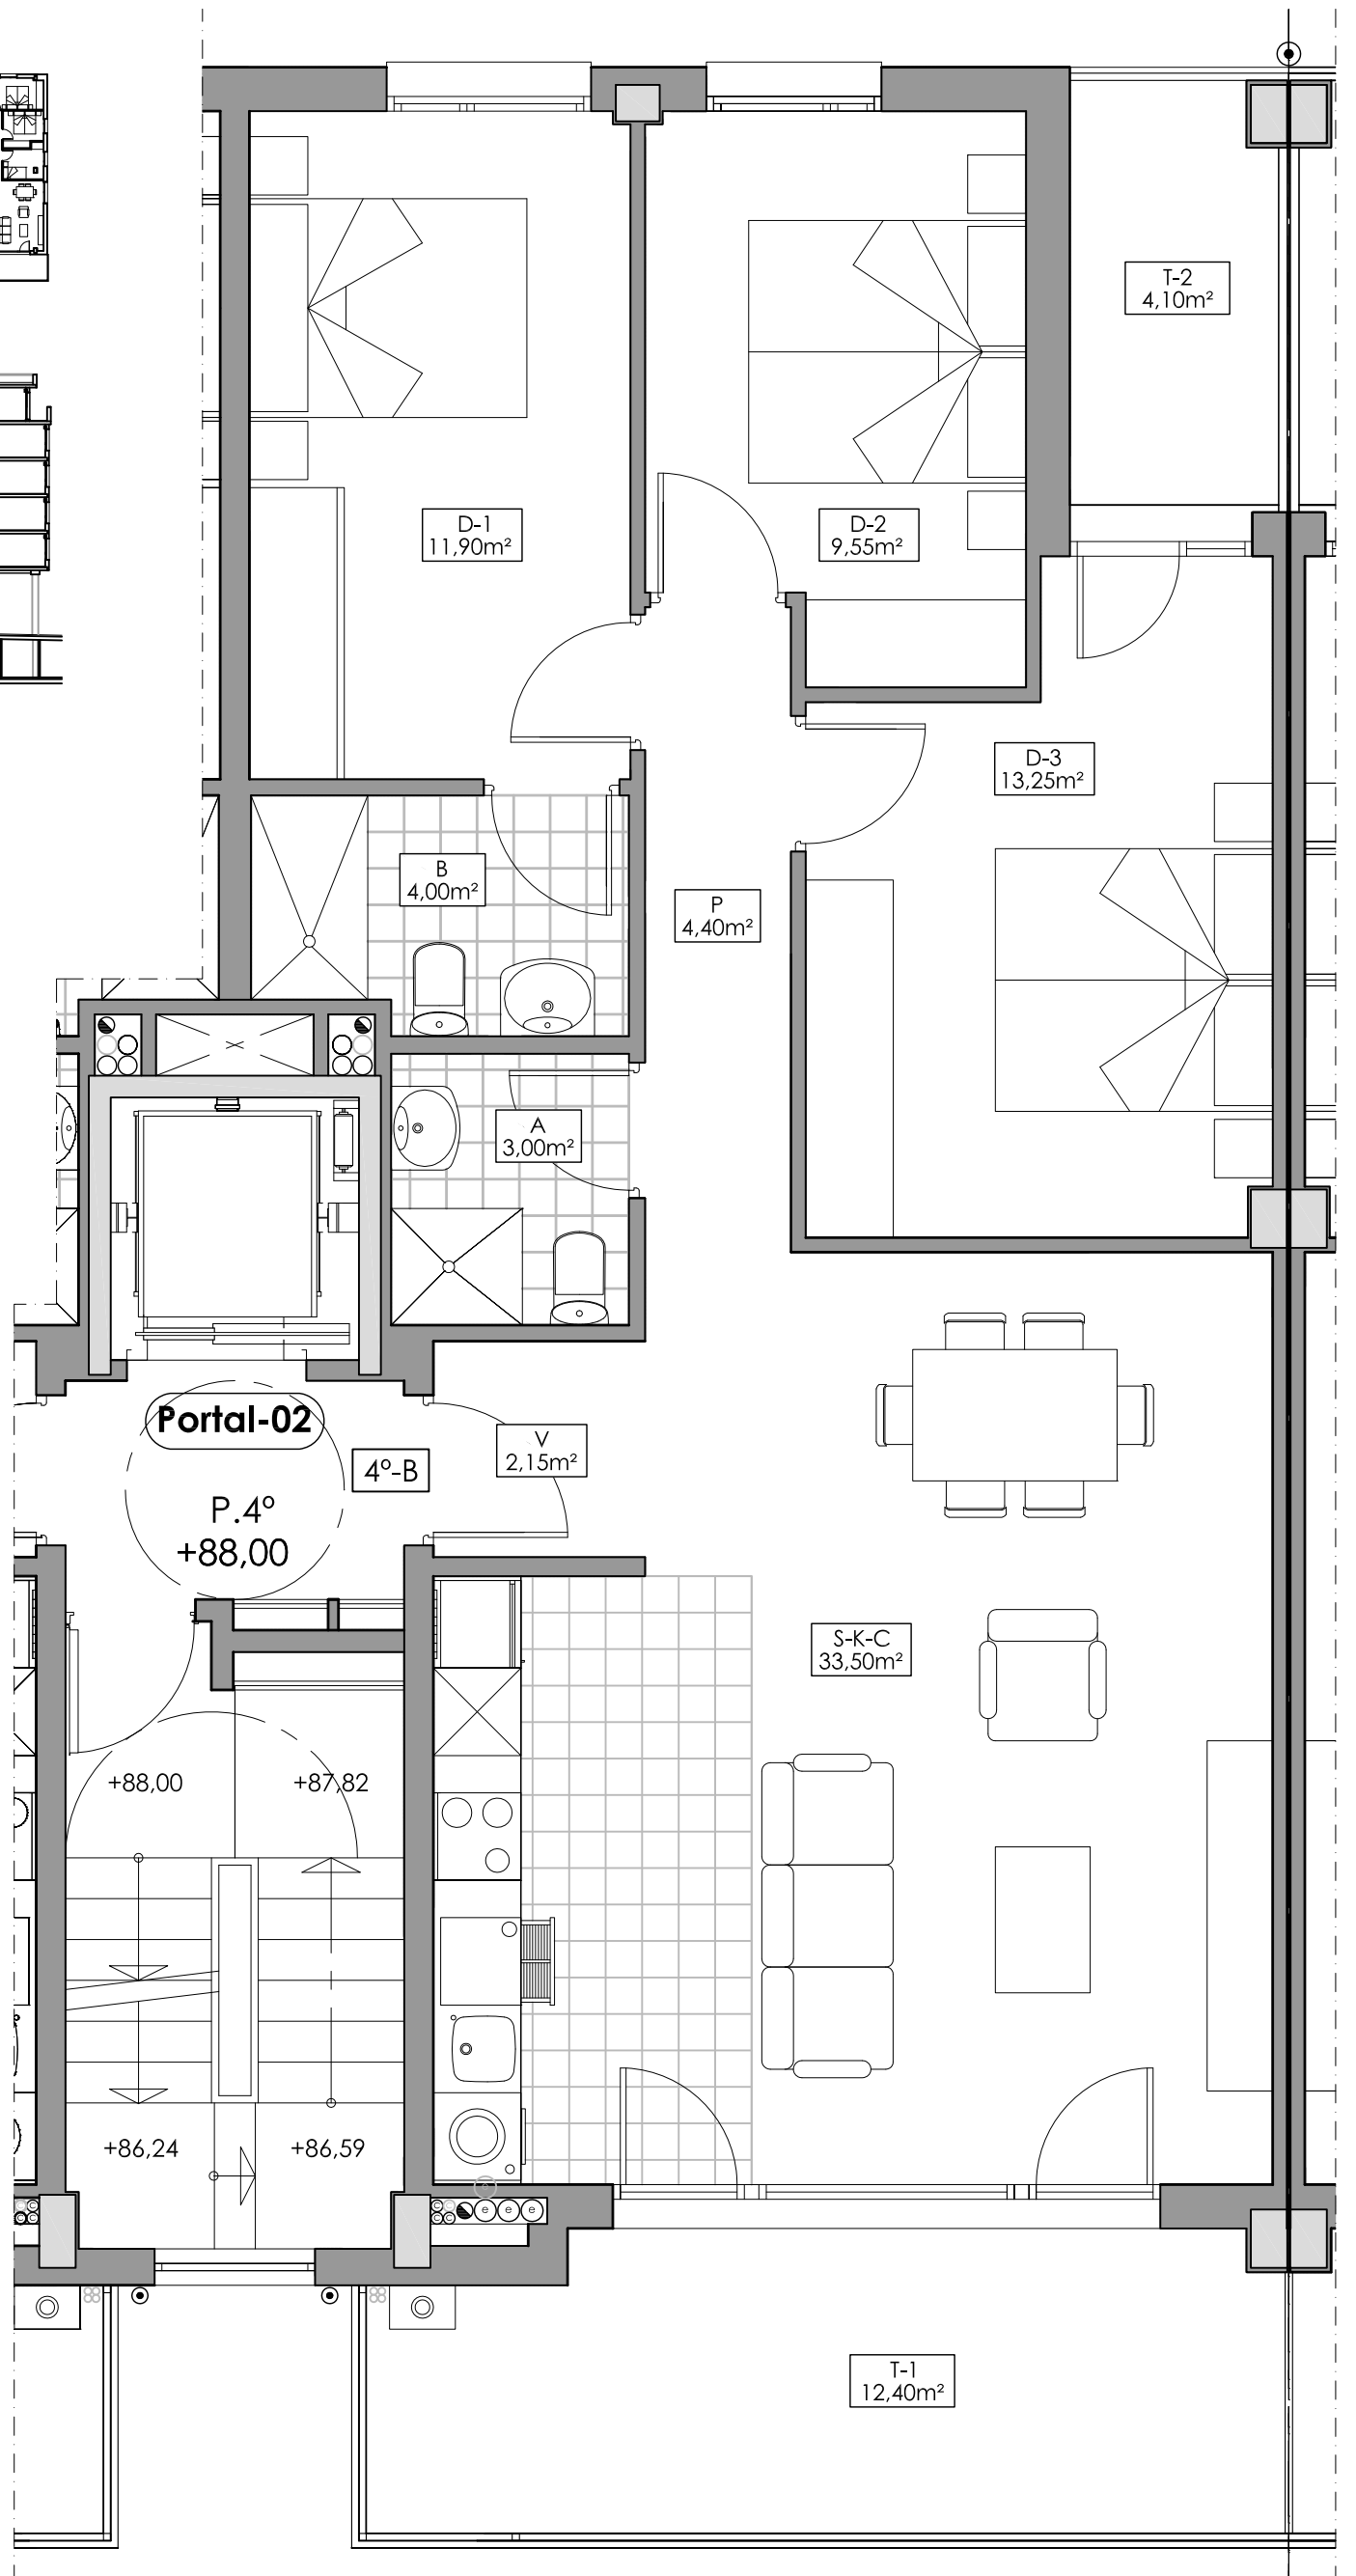 T-2
4,10m²
D-1
11,90m²
D-2
9,55m²
D-3
13,25m²
B
4,00m²
P
4,40m²
A
3,00m²
Portal-02
4º-B
V
2,15m²
P.4º
+88,00
S-K-C
33,50m²
+88,00
+87,82
+86,24
+86,59
T-1
12,40m²